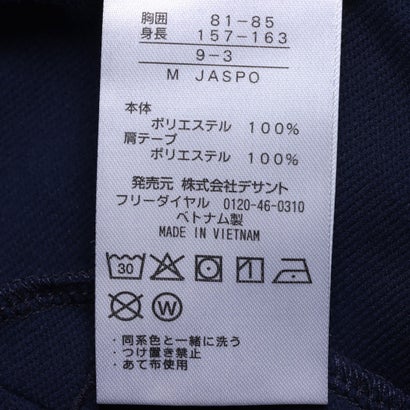 胸囲 81-85
身長 157-163
9-3
M JASPO
本体
ポリエステル 100%
肩テープ
ポリエステル 100%
発売元 株式会社デサント
フリーダイヤル 0120-46-0310
ベトナム製
MADE IN VIETNAM
30
W
・同系色と一緒に洗う
・つけ置き禁止
・あて布使用